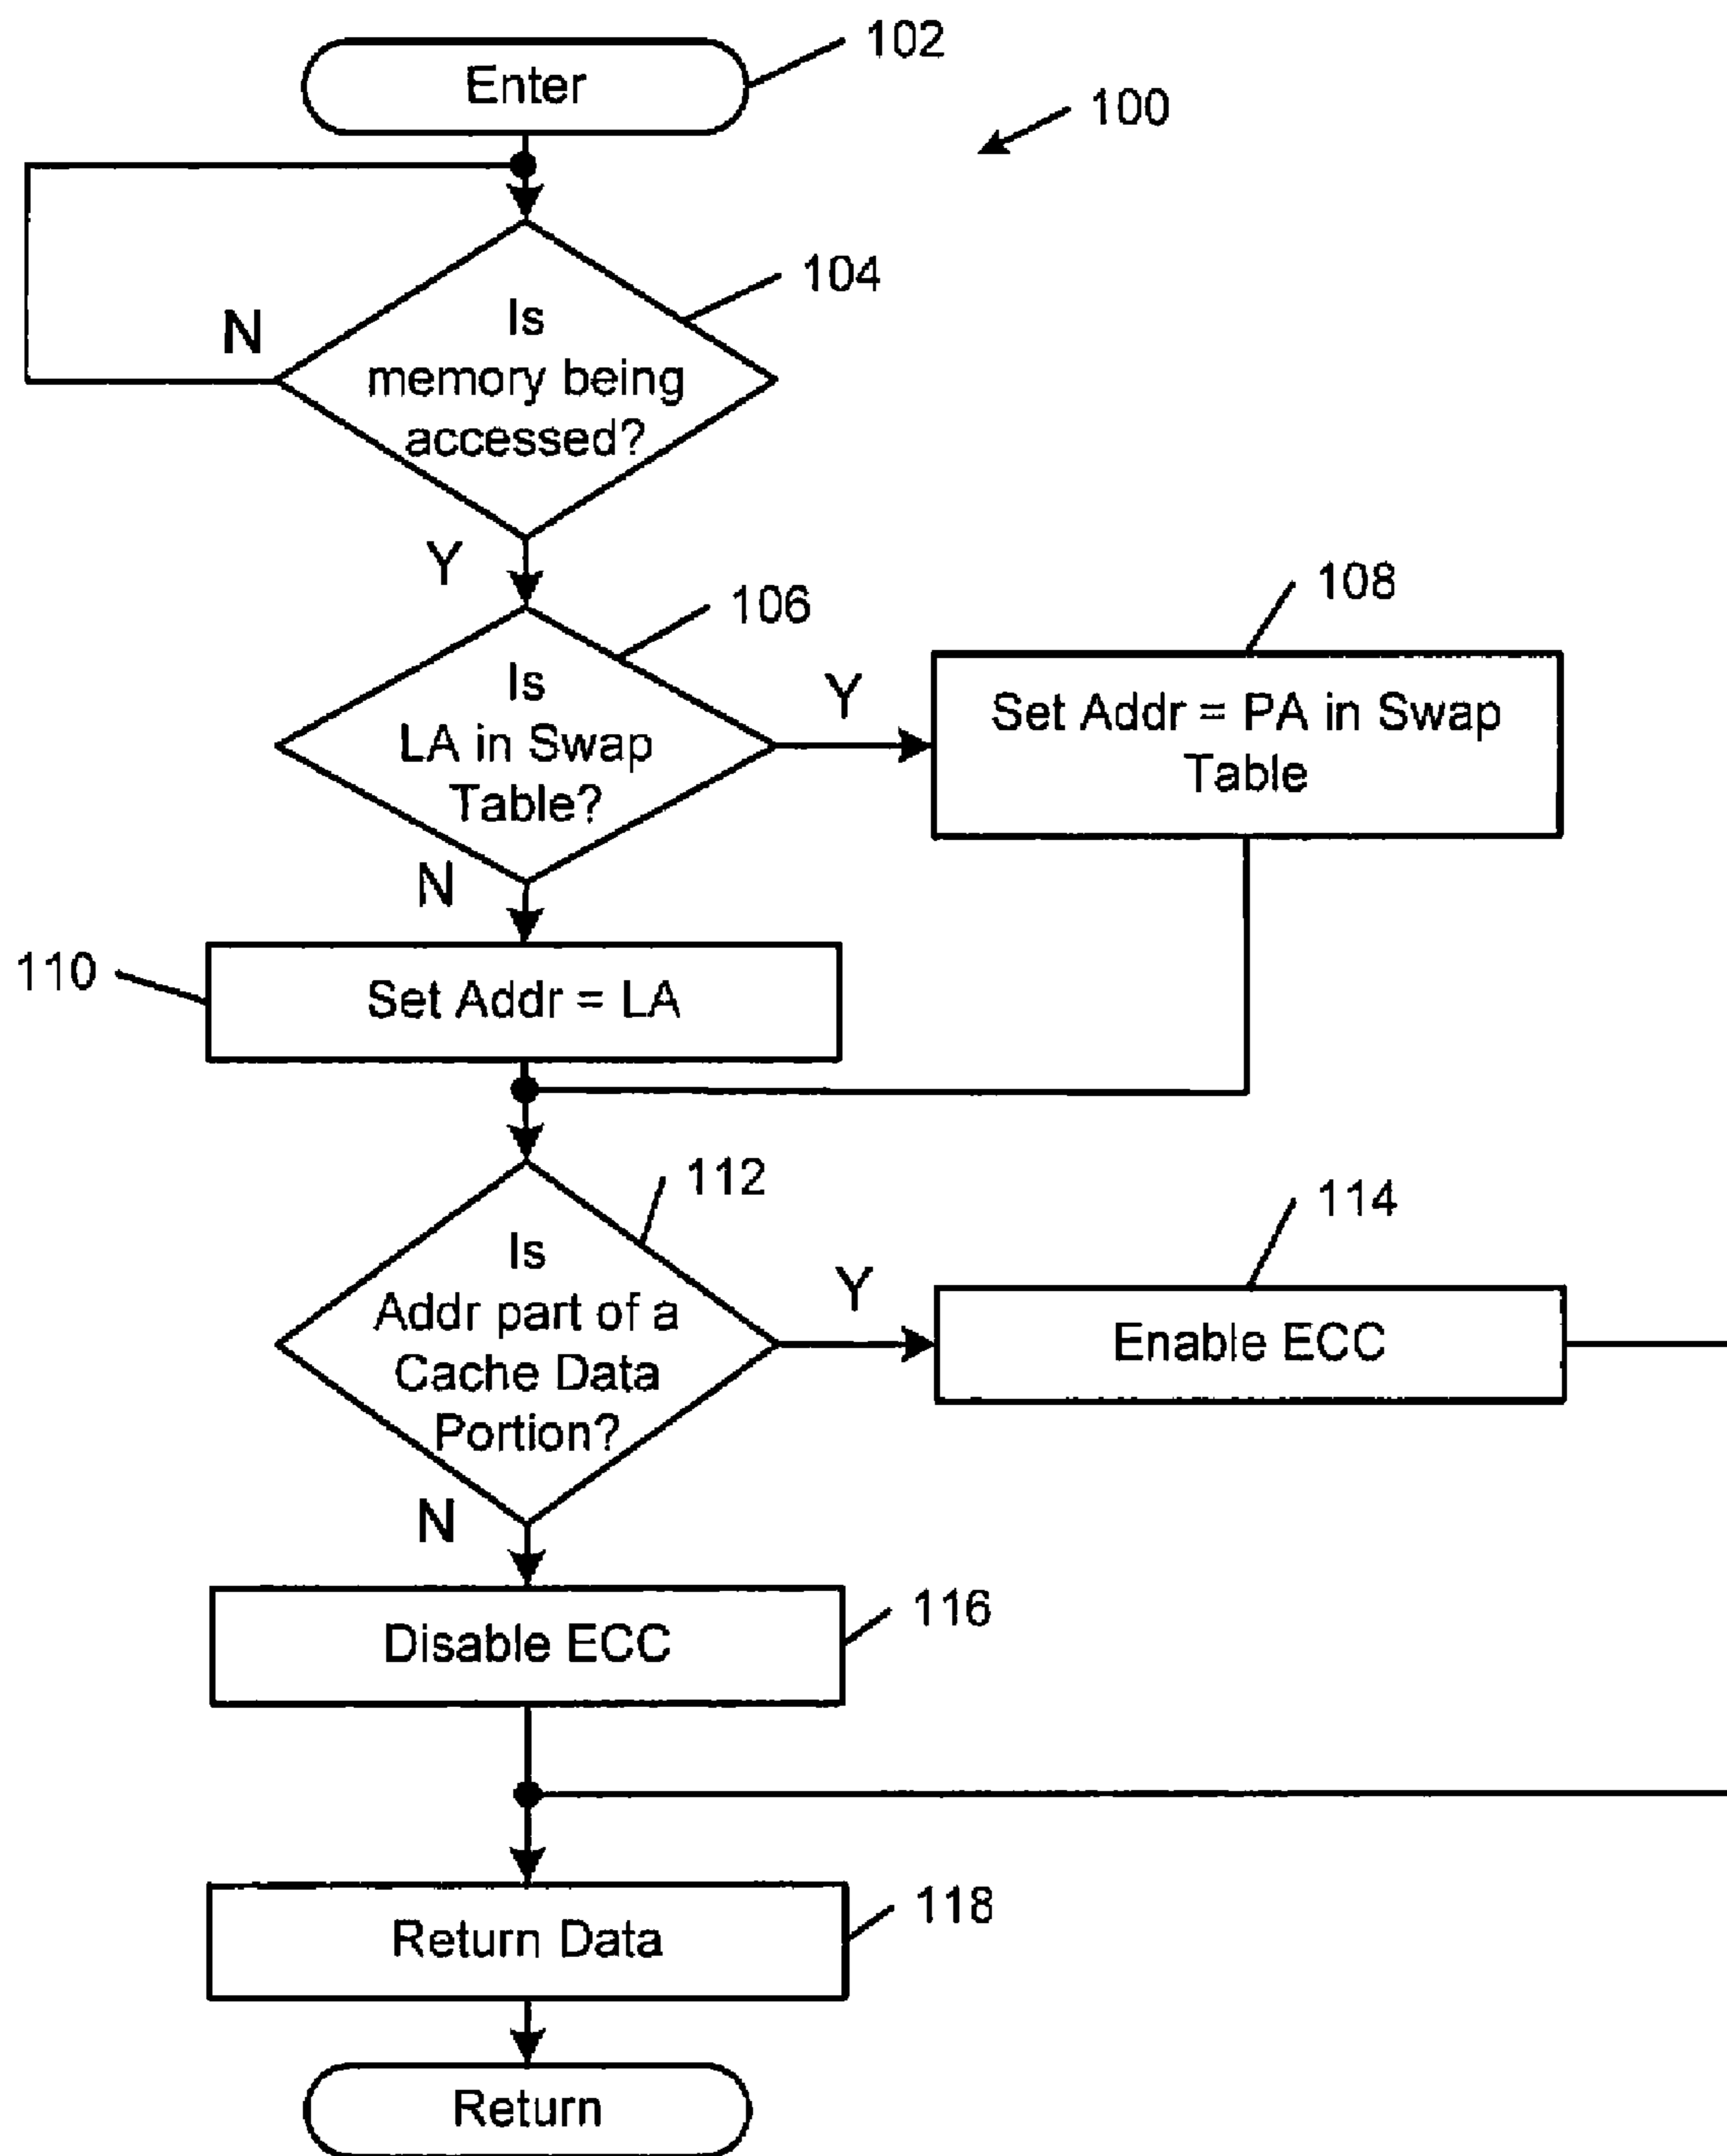 Enter
102
100
Is
memory being
accessed?
104
N
Y
Is
LA in Swap
Table?
106
Y
Set Addr = PA in Swap
Table
108
N
Set Addr = LA
110
Is
Addr part of a
Cache Data
Portion?
112
Y
Enable ECC
114
N
Disable ECC
116
Return Data
118
Return